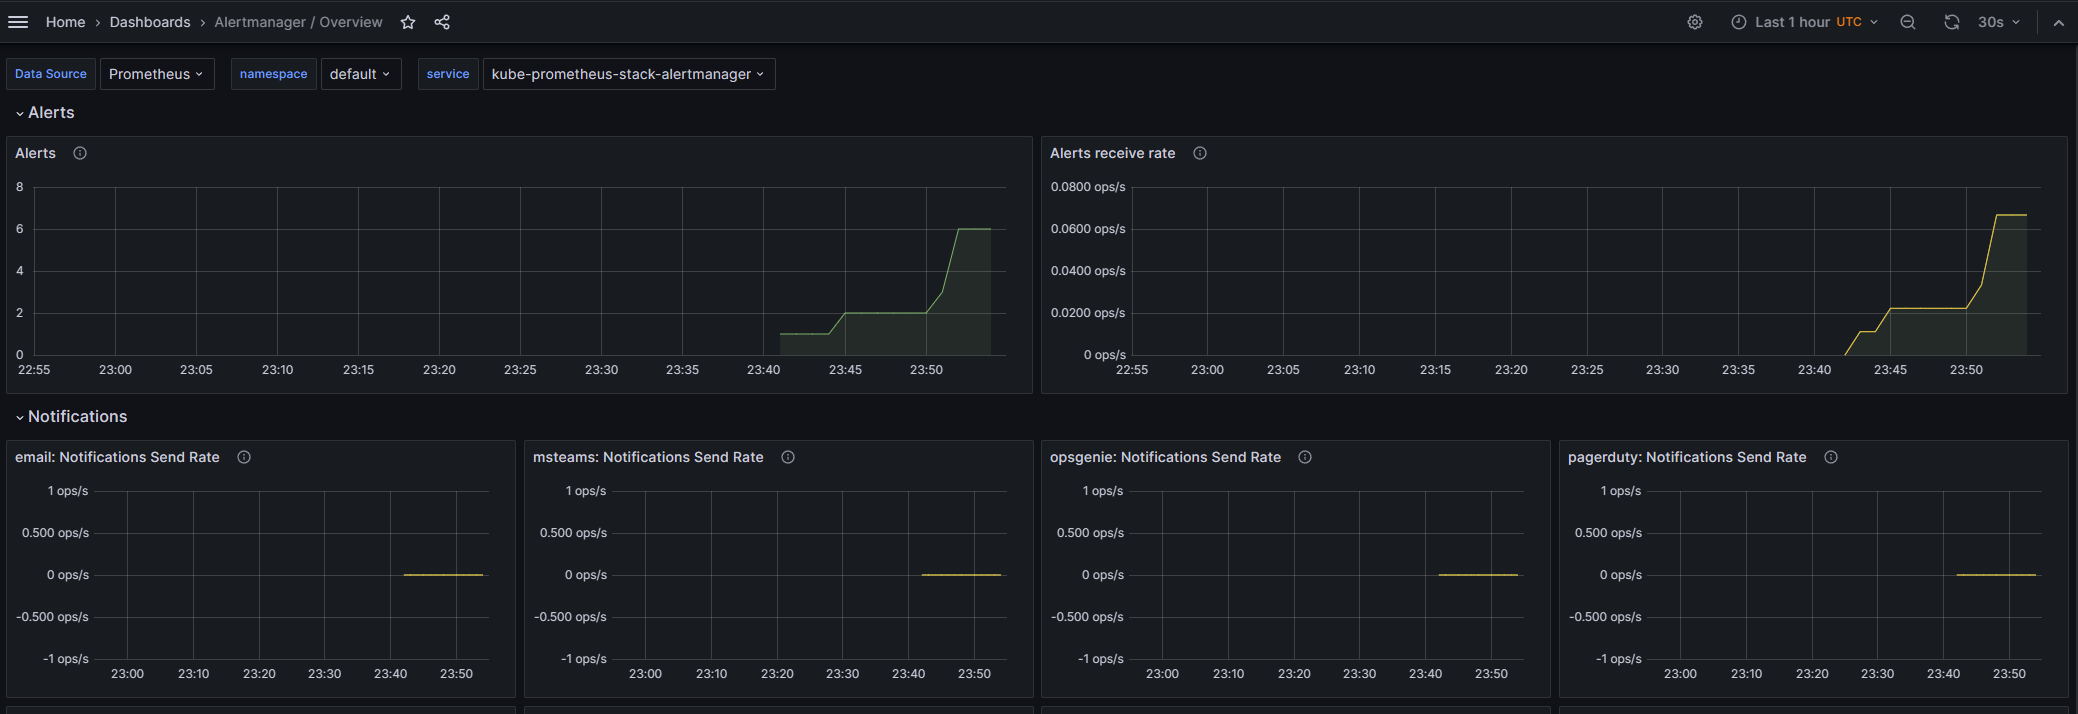 Home › Dashboards › Alertmanager / Overview
Last 1 hour UTC
30s
Data Source Prometheus namespace default service kube-prometheus-stack-alertmanager
Alerts
Alerts
8
6
4
2
0
22:55 23:00 23:05 23:10 23:15 23:20 23:25 23:30 23:35 23:40 23:45 23:50
Alerts receive rate
0.0800 ops/s
0.0600 ops/s
0.0400 ops/s
0.0200 ops/s
0 ops/s
22:55 23:00 23:05 23:10 23:15 23:20 23:25 23:30 23:35 23:40 23:45 23:50
Notifications
email: Notifications Send Rate
1 ops/s
0.500 ops/s
0 ops/s
-0.500 ops/s
-1 ops/s
23:00 23:10 23:20 23:30 23:40 23:50
msteams: Notifications Send Rate
1 ops/s
0.500 ops/s
0 ops/s
-0.500 ops/s
-1 ops/s
23:00 23:10 23:20 23:30 23:40 23:50
opsgenie: Notifications Send Rate
1 ops/s
0.500 ops/s
0 ops/s
-0.500 ops/s
-1 ops/s
23:00 23:10 23:20 23:30 23:40 23:50
pagerduty: Notifications Send Rate
1 ops/s
0.500 ops/s
0 ops/s
-0.500 ops/s
-1 ops/s
23:00 23:10 23:20 23:30 23:40 23:50